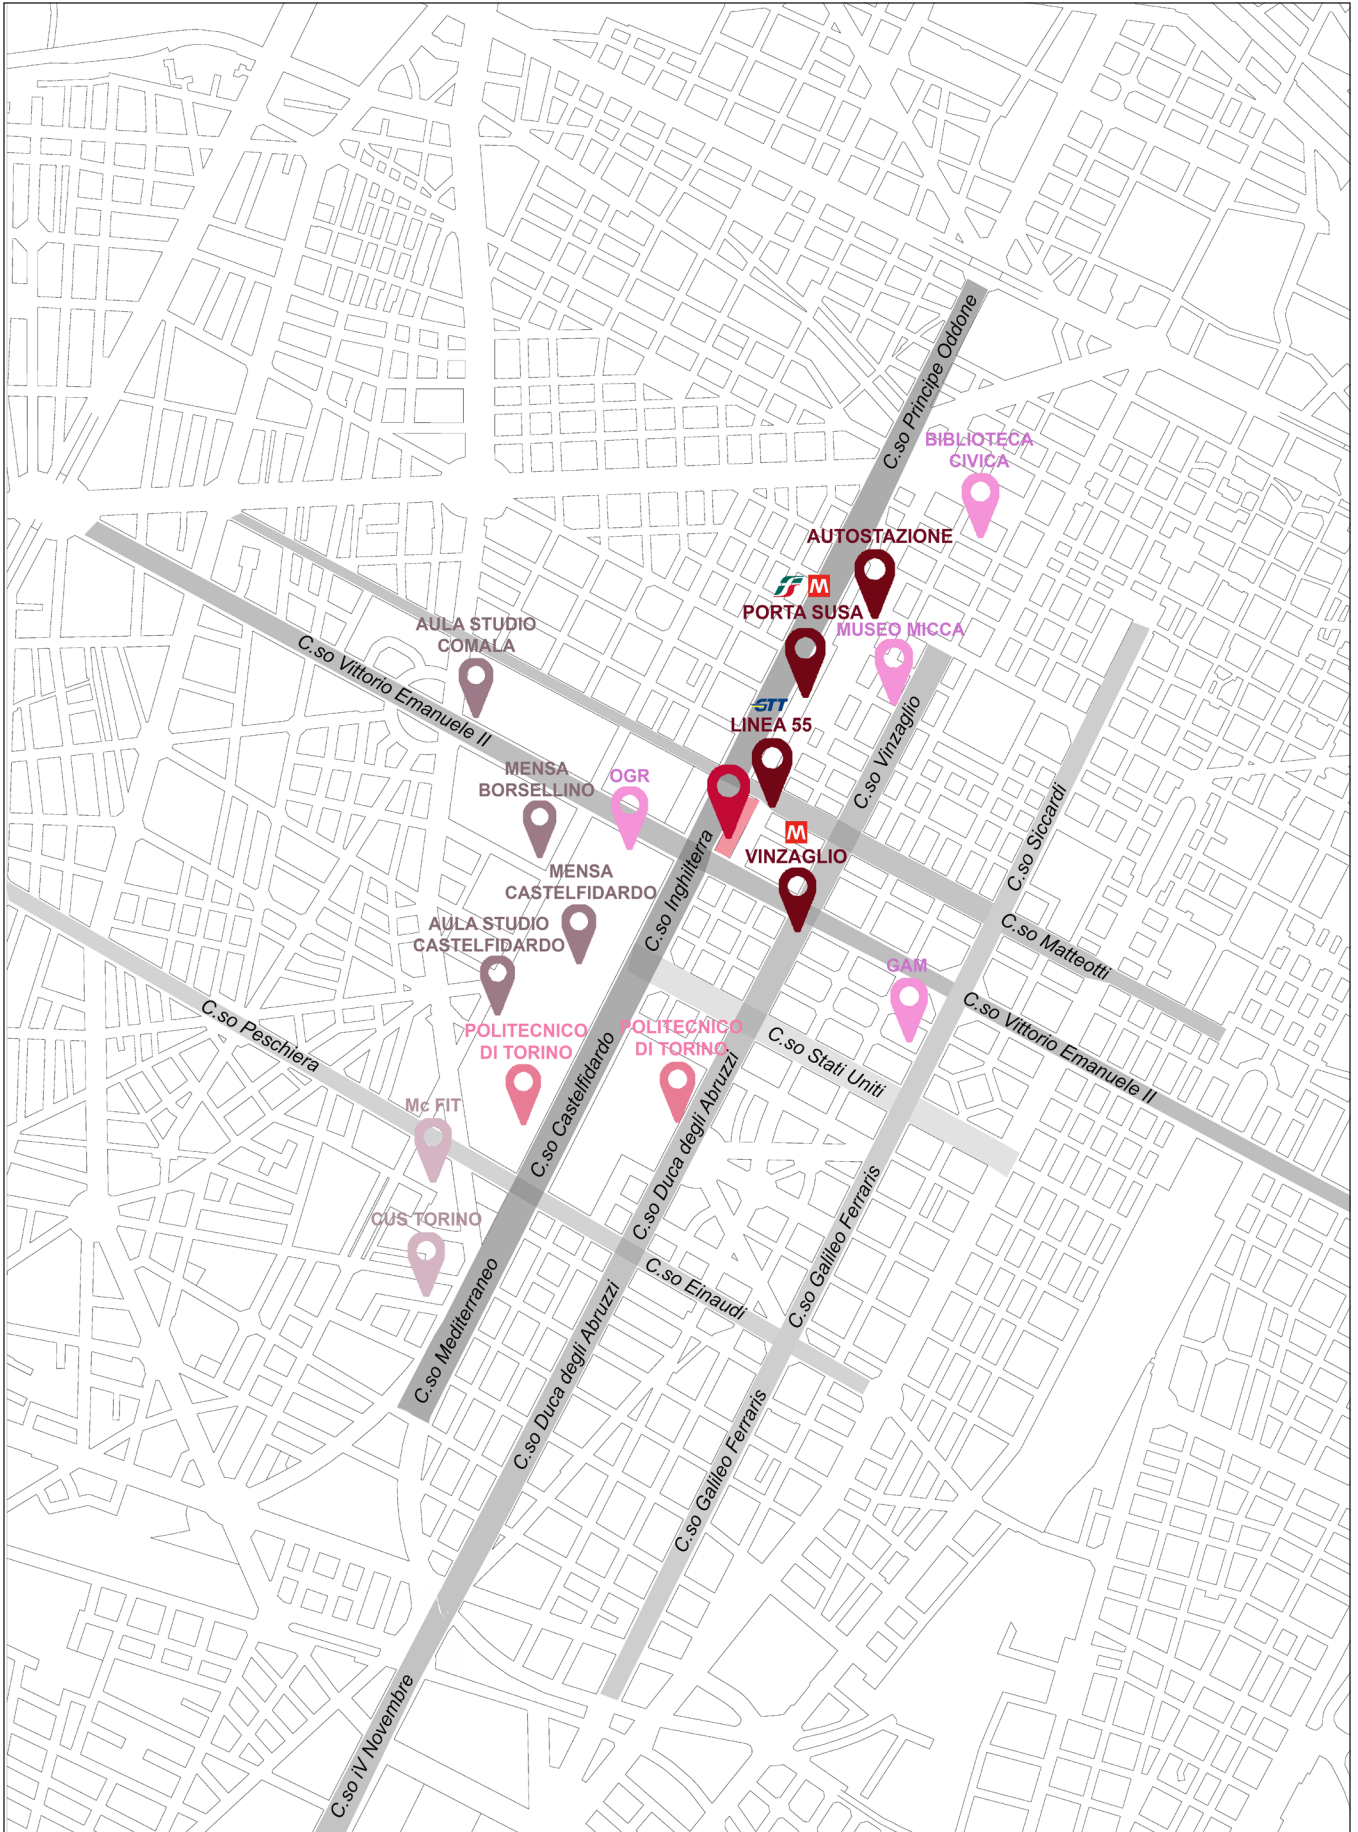 C.so Principe Oddone
BIBLIOTECA
CIVICA
AUTOSTAZIONE
M
PORTA SUSA
MUSEO MICCA
AULA STUDIO
COMALA
C.so Vittorio Emanuele II
GTT
LINEA 55
C.so Vinzaglio
MENSA
BORSELLINO
OGR
M
VINZAGLIO
C.so Inghilterra
C.so Siccardi
MENSA
CASTELFIDARDO
AULA STUDIO
CASTELFIDARDO
C.so Matteotti
GAM
C.so Vittorio Emanuele II
C.so Peschiera
POLITECNICO
DI TORINO
POLITECNICO
DI TORINO
C.so Stati Uniti
C.so Castelfidardo
C.so Duca degli Abruzzi
Mc FIT
CUS TORINO
C.so Galileo Ferraris
C.so Mediterraneo
C.so Einaudi
C.so Duca degli Abruzzi
C.so Galileo Ferraris
C.so iV Novembre